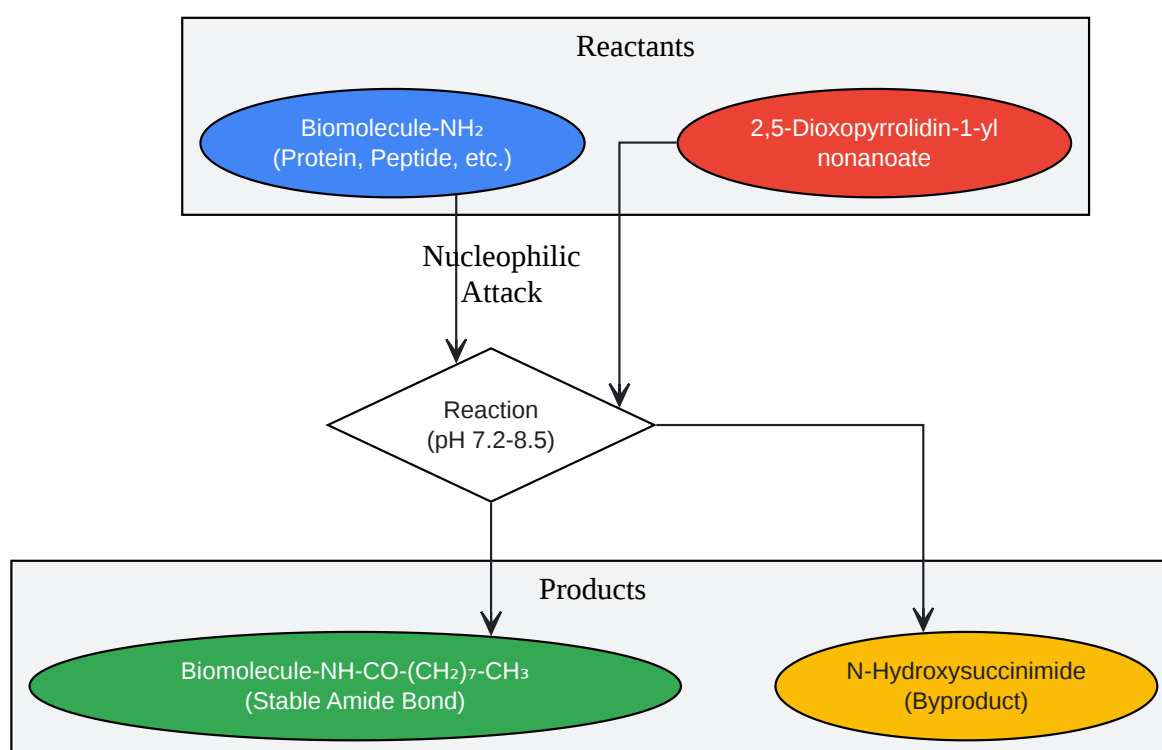 Reactants
Biomolecule-NH₂
(Protein, Peptide, etc.)
2,5-Dioxopyrrolidin-1-yl
nonanoate
Nucleophilic
Attack
Reaction
(pH 7.2-8.5)
Products
Biomolecule-NH-CO-(CH₂)₇-CH₃
(Stable Amide Bond)
N-Hydroxysuccinimide
(Byproduct)